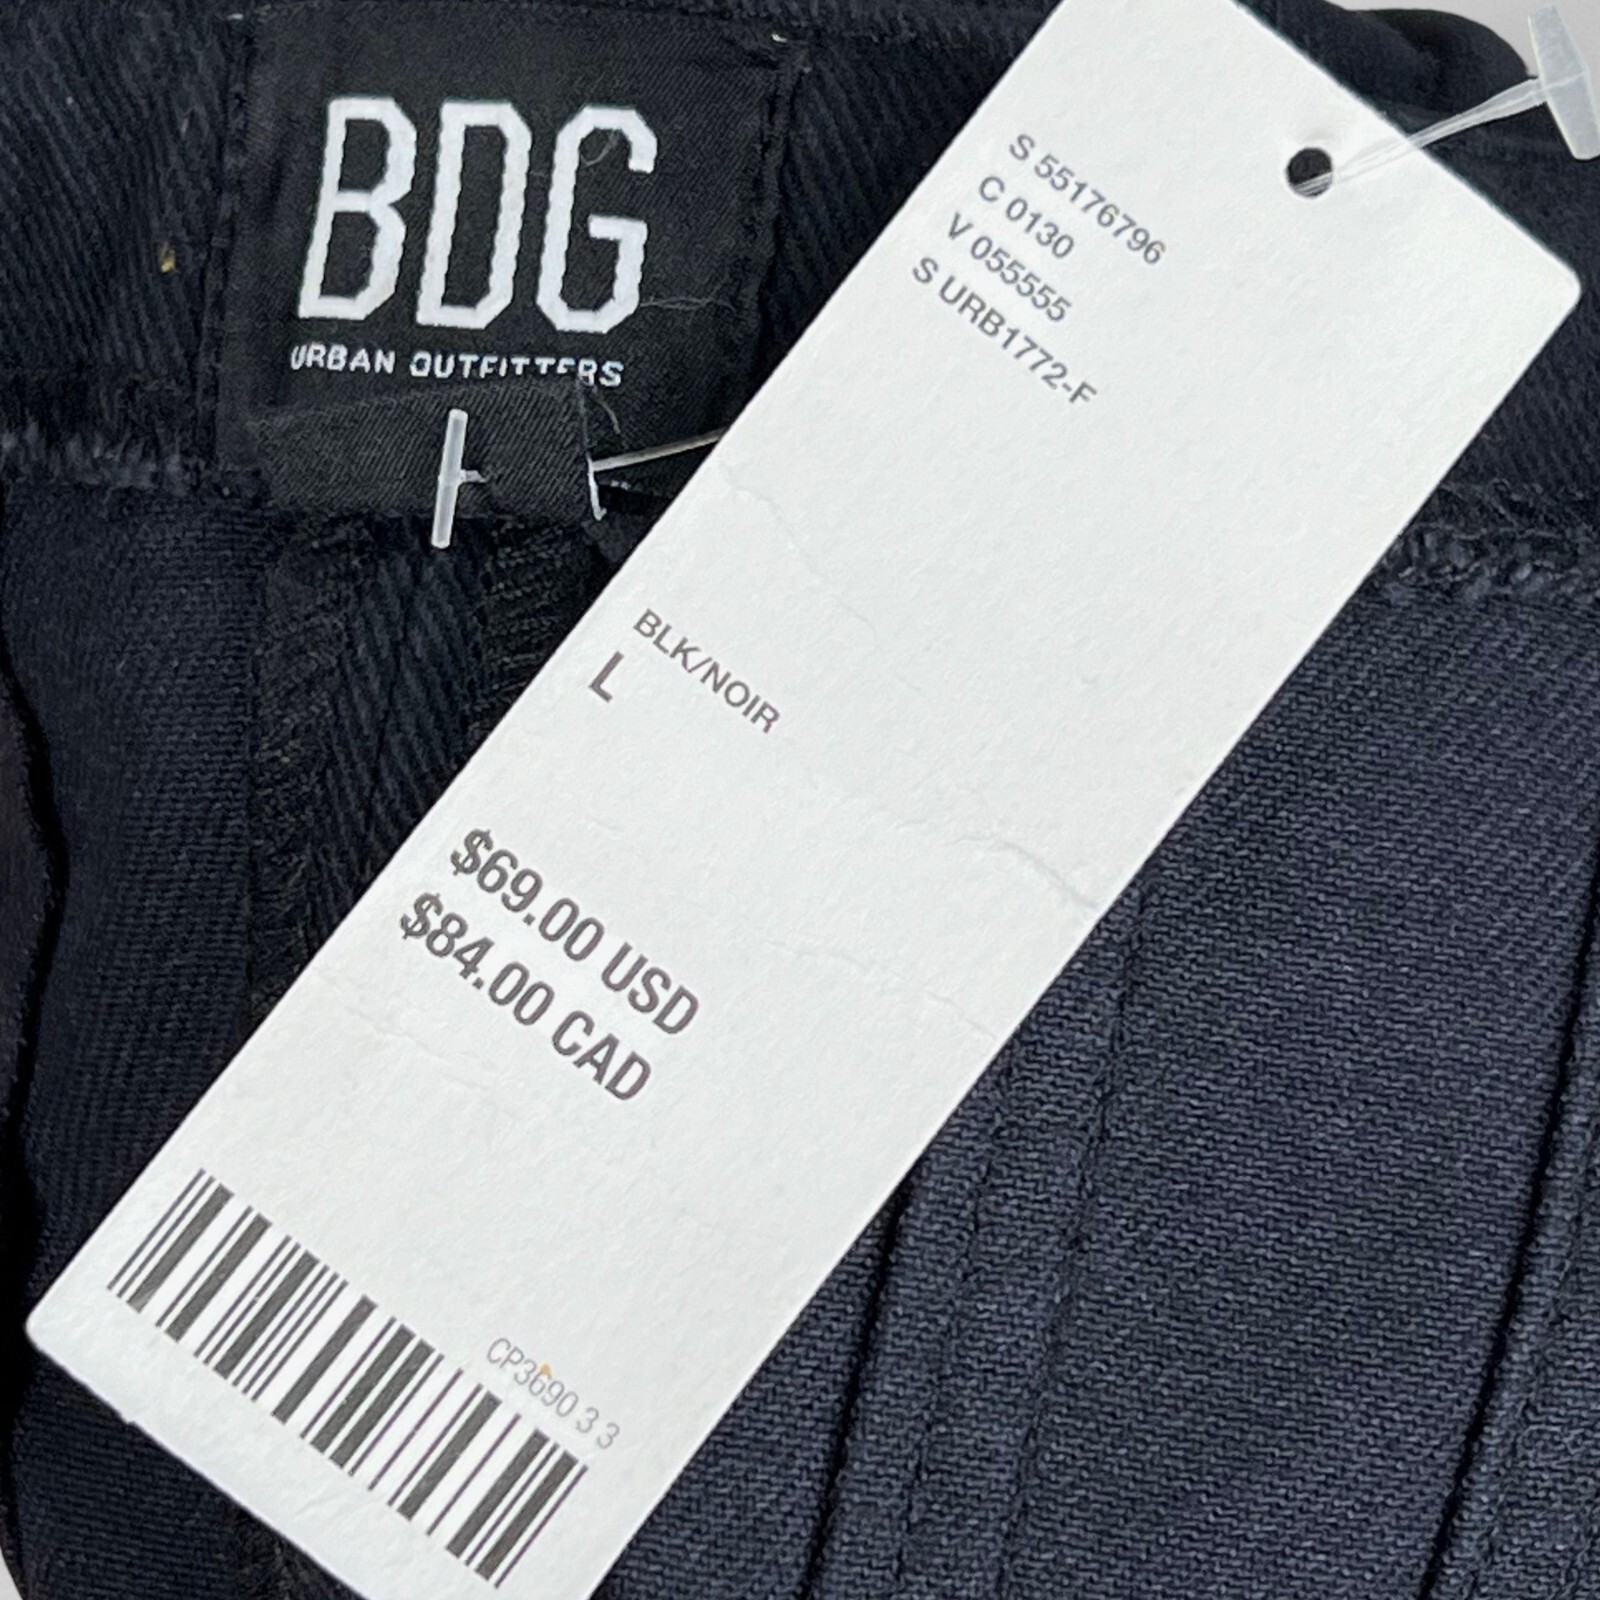 BDG
URBAN OUTFITTERS
S 55176796
C 0130
V 055555
S URB1772-F
BLK/NOIR
L
$69.00 USD
$84.00 CAD
CP3690 3 3